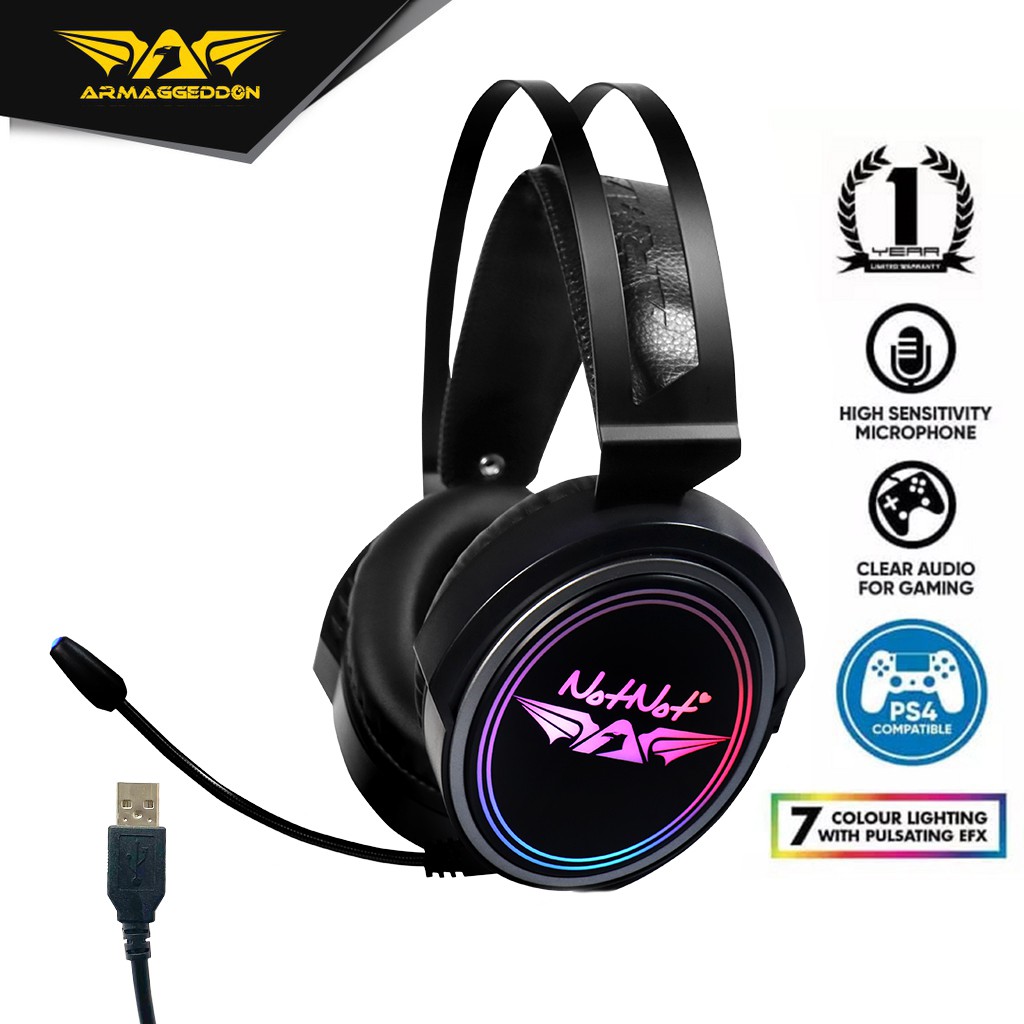 ARMAGGEDDON
1
YEAR
LIMITED WARRANTY
HIGH SENSITIVITY
MICROPHONE
CLEAR AUDIO
FOR GAMING
PS4
COMPATIBLE
7 COLOUR LIGHTING
WITH PULSATING EFX
NotNot